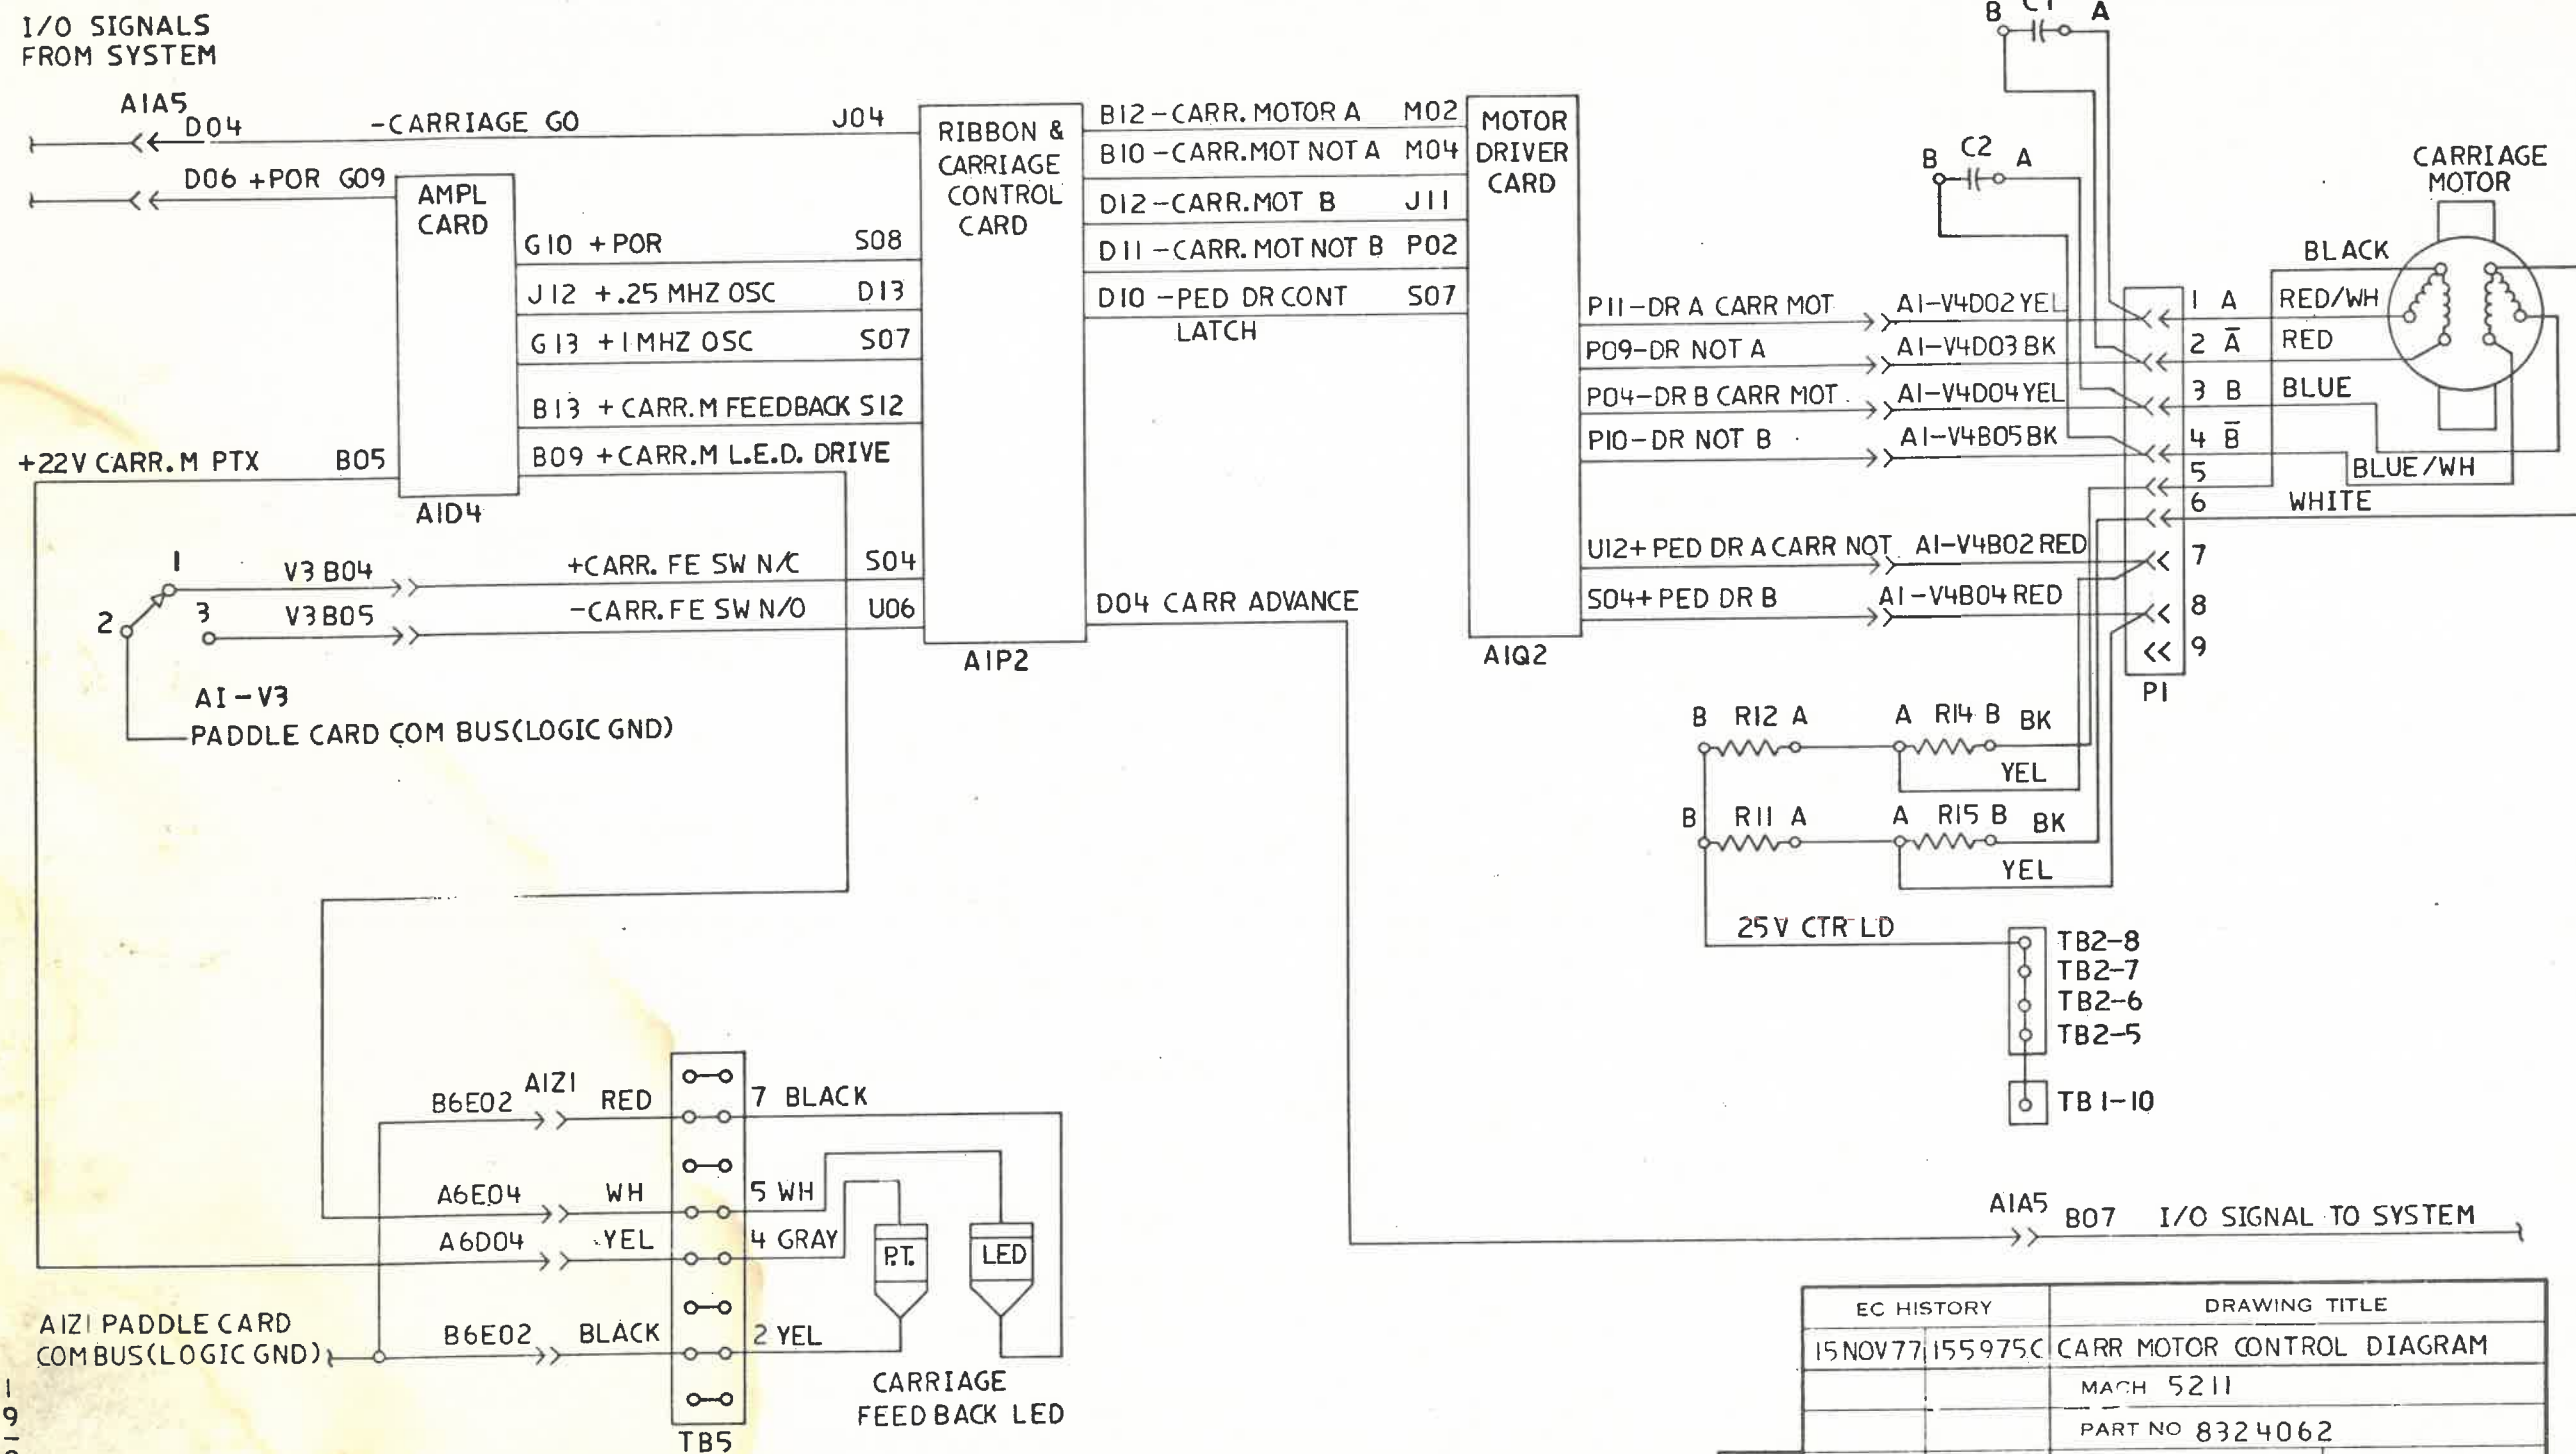 I/O SIGNALS
FROM SYSTEM
A1A5
D04 -CARRIAGE GO J04
D06 +POR G09
AMPL
CARD
G10 +POR S08
J12 +.25 MHZ OSC D13
G13 +1 MHZ OSC S07
B13 + CARR.M FEEDBACK S12
B09 +CARR.M L.E.D. DRIVE
+22V CARR.M PTX B05
A1D4
1
V3 B04
+CARR. FE SW N/C S04
2
3
V3B05
-CARR.FE SW N/O U06
A1-V3
PADDLE CARD COM BUS(LOGIC GND)
RIBBON &
CARRIAGE
CONTROL
CARD
A1P2
B12-CARR. MOTOR A M02
B10 -CARR.MOT NOT A M04
D12-CARR.MOT B J11
D11 -CARR. MOT NOT B P02
D10 -PED DR CONT S07
LATCH
D04 CARR ADVANCE
MOTOR
DRIVER
CARD
A1Q2
P11-DR A CARR MOT A1-V4D02 YEL
P09-DR NOT A A1-V4D03 BK
P04-DR B CARR MOT. A1-V4D04 YEL
P10-DR NOT B A1-V4B05 BK
U12+ PED DR A CARR NOT A1-V4B02 RED
S04+ PED DR B A1-V4B04 RED
B C1 A
B C2 A
1 A
2 A̅
3 B
4 B̅
5
6
7
8
9
P1
CARRIAGE
MOTOR
BLACK
RED/WH
RED
BLUE
BLUE/WH
WHITE
B R12 A A R14 B BK
YEL
B R11 A A R15 B BK
YEL
25V CTR LD
TB2-8
TB2-7
TB2-6
TB2-5
TB1-10
A1Z1
B6E02 RED 7 BLACK
A6E04 WH 5 WH
A6D04 YEL 4 GRAY
P.T. LED
A1Z1 PADDLE CARD
COM BUS(LOGIC GND)
B6E02 BLACK 2 YEL
CARRIAGE
FEEDBACK LED
TB5
A1A5 B07 I/O SIGNAL TO SYSTEM
EC HISTORY DRAWING TITLE
15NOV77 155975C CARR MOTOR CONTROL DIAGRAM
MACH 5211
PART NO 8324062
1
9
-